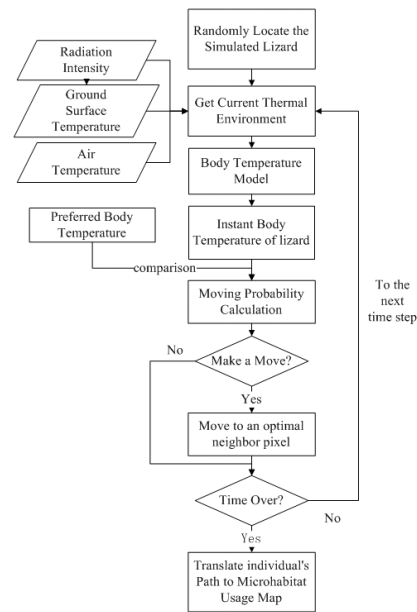 Randomly Locate the
Simulated Lizard
Radiation
Intensity
Ground
Surface
Temperature
Air
Temperature
Get Current Thermal
Environment
Body Temperature
Model
Preferred Body
Temperature
Instant Body
Temperature of lizard
comparison
Moving Probability
Calculation
To the
next
time step
Make a Move?
No
Yes
Move to an optimal
neighbor pixel
Time Over?
No
Yes
Translate individual's
Path to Microhabitat
Usage Map